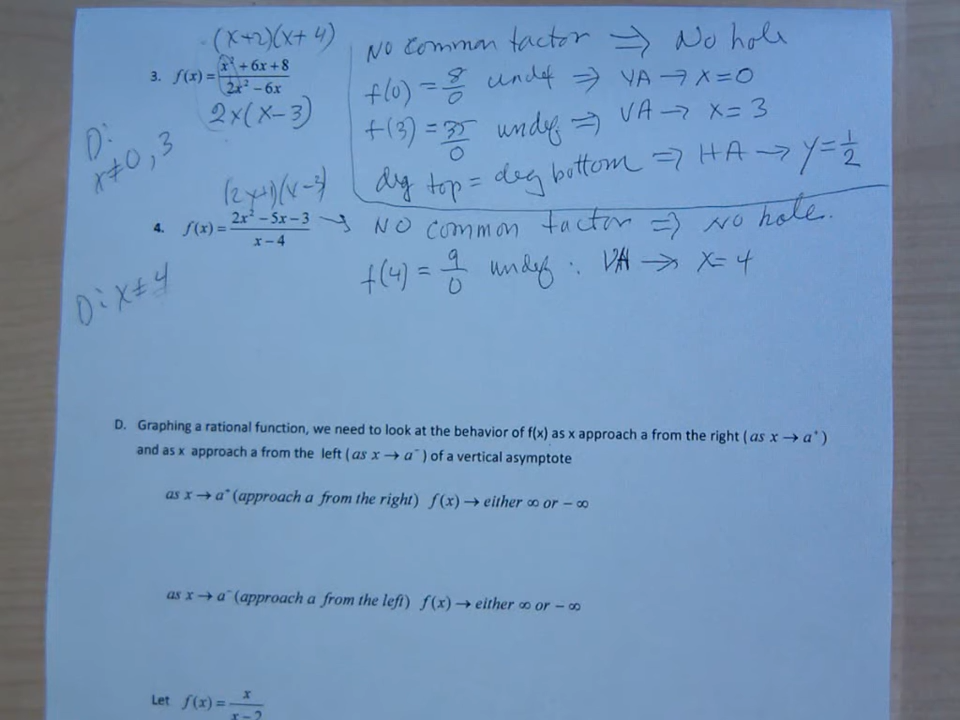 (x+2)(x+4)
3. f(x) = x² + 6x + 8 / 2x² − 6x
2x(x−3)
D: x≠0, 3
No common factor ⇒ No hole
f(0) = 8/0 undef ⇒ VA → x=0
f(3) = 35/0 undef ⇒ VA → x=3
deg top = deg bottom ⇒ HA → y=1/2
(2x+1)(x−3)
4. f(x) = 2x² − 5x − 3 / x − 4 → NO common factor ⇒ No hole.
D: x≠4
f(4) = 9/0 undef ∴ VA → x=4
D. Graphing a rational function, we need to look at the behavior of f(x) as x approach a from the right (as x → a⁺)
and as x approach a from the left (as x → a⁻) of a vertical asymptote
as x → a⁺ (approach a from the right) f(x) → either ∞ or − ∞
as x → a⁻ (approach a from the left) f(x) → either ∞ or − ∞
Let f(x) = x / x − 2